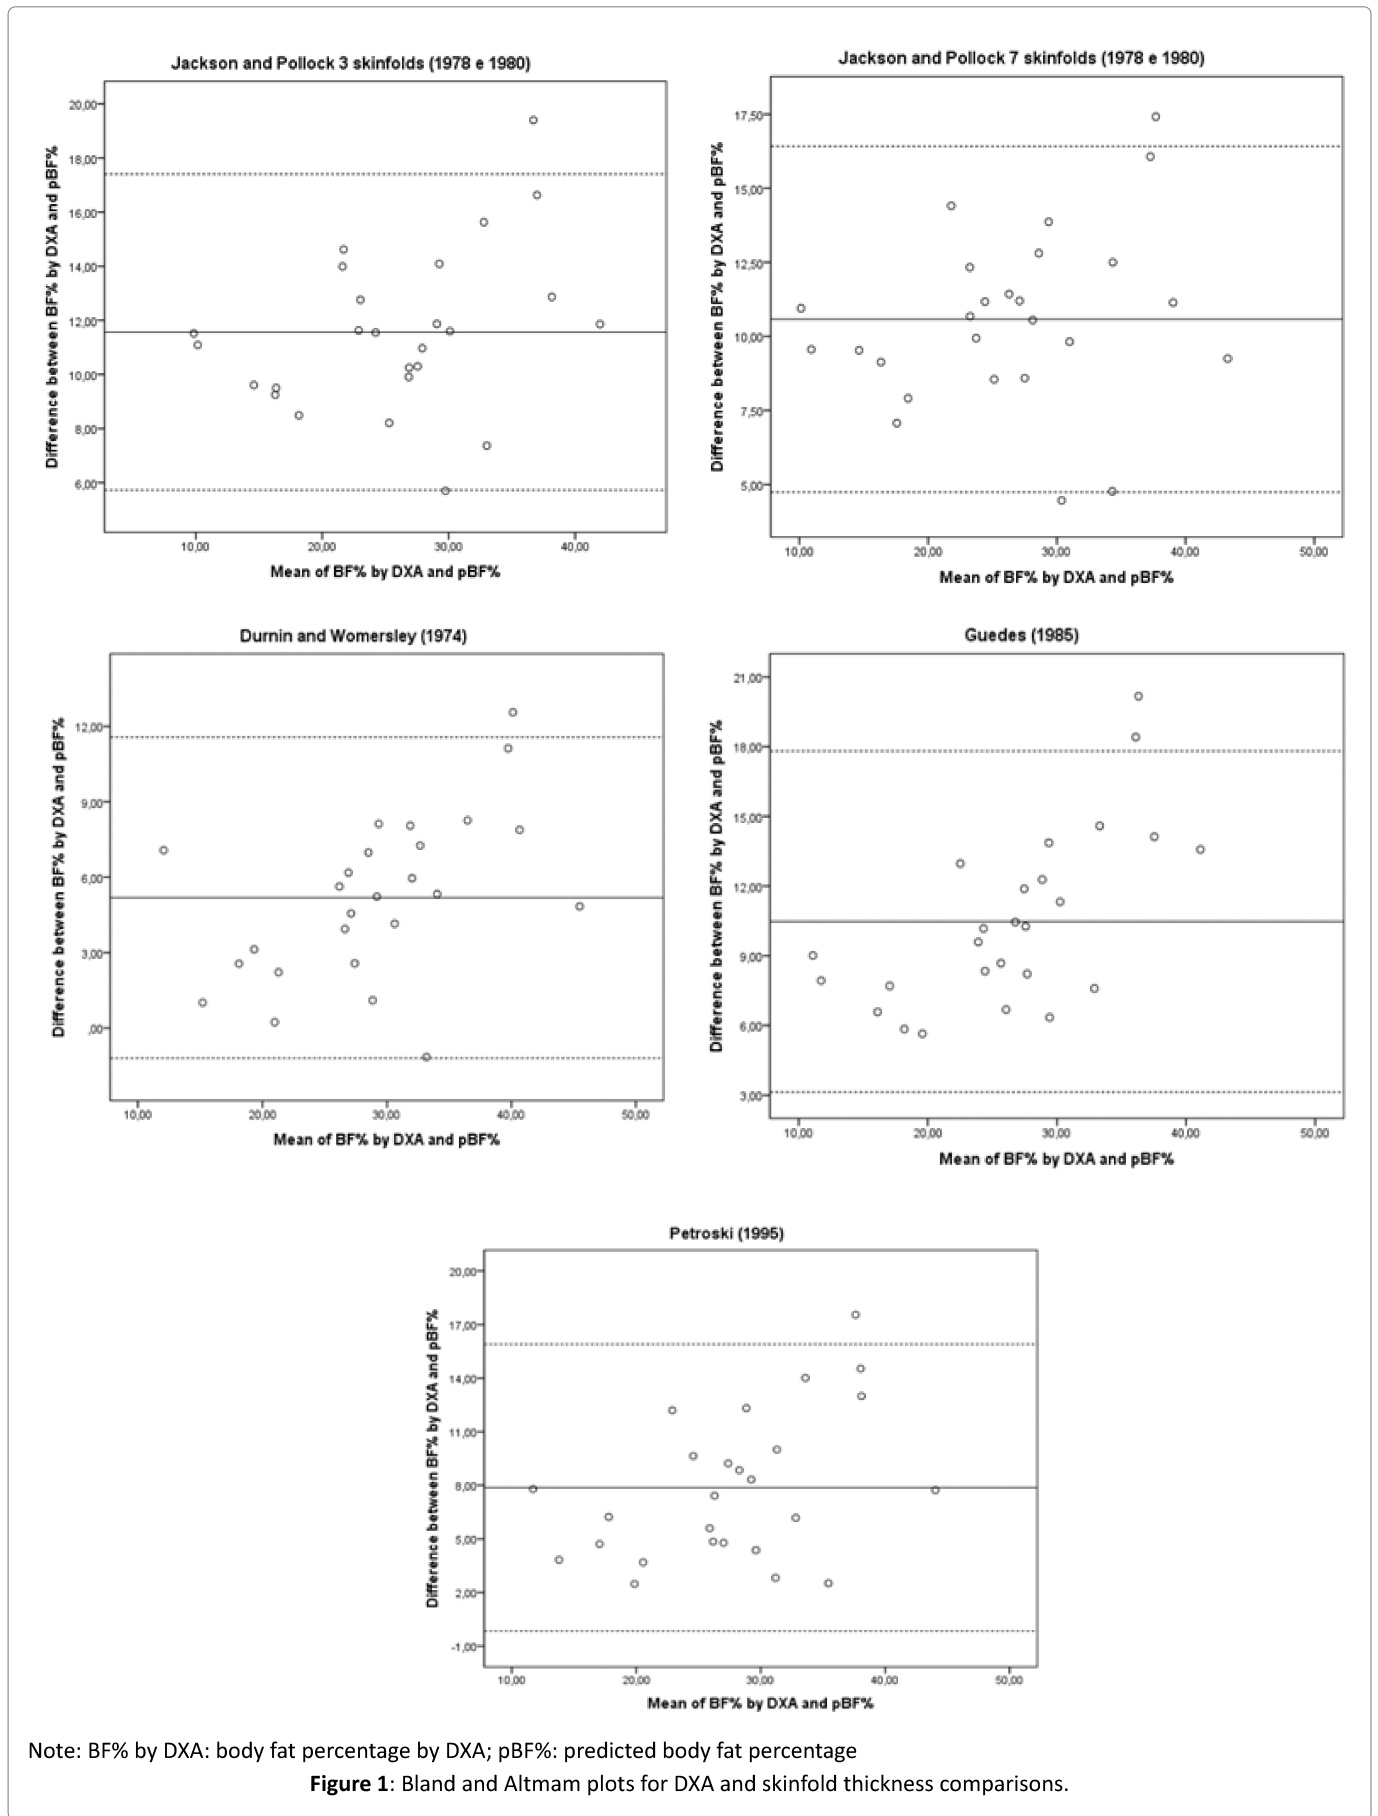 Jackson and Pollock 3 skinfolds (1978 e 1980)
Difference between BF% by DXA and pBF%
20,00
18,00
16,00
14,00
12,00
10,00
8,00
6,00
10,00 20,00 30,00 40,00
Mean of BF% by DXA and pBF%
Jackson and Pollock 7 skinfolds (1978 e 1980)
Difference between BF% by DXA and pBF%
17,50
15,00
12,50
10,00
7,50
5,00
10,00 20,00 30,00 40,00 50,00
Mean of BF% by DXA and pBF%
Durnin and Womersley (1974)
Difference between BF% by DXA and pBF%
12,00
9,00
6,00
3,00
,00
10,00 20,00 30,00 40,00 50,00
Mean of BF% by DXA and pBF%
Guedes (1985)
Difference between BF% by DXA and pBF%
21,00
18,00
15,00
12,00
9,00
6,00
3,00
10,00 20,00 30,00 40,00 50,00
Mean of BF% by DXA and pBF%
Petroski (1995)
Difference between BF% by DXA and pBF%
20,00
17,00
14,00
11,00
8,00
5,00
2,00
-1,00
10,00 20,00 30,00 40,00 50,00
Mean of BF% by DXA and pBF%
Note: BF% by DXA: body fat percentage by DXA; pBF%: predicted body fat percentage
Figure 1: Bland and Altmam plots for DXA and skinfold thickness comparisons.